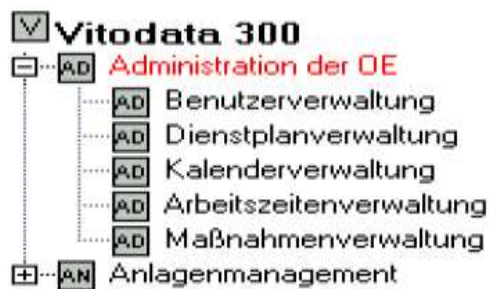 V Vitodata 300
AD Administration der OE
AD Benutzerverwaltung
AD Dienstplanverwaltung
AD Kalenderverwaltung
AD Arbeitszeitenverwaltung
AD Maßnahmenverwaltung
AN Anlagenmanagement